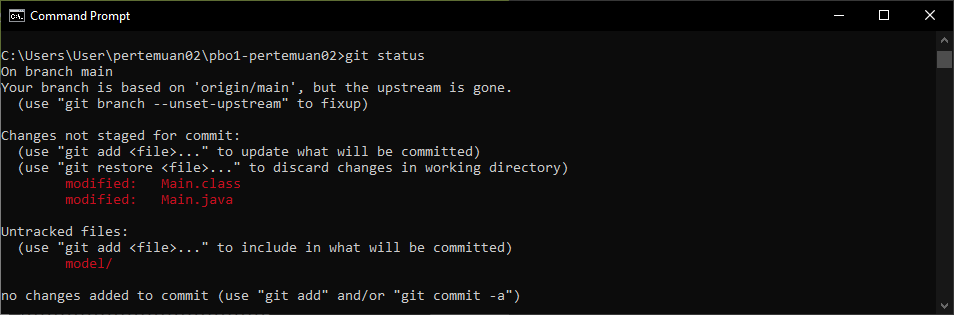 Command Prompt
C:\Users\User\pertemuan02\pbo1-pertemuan02>git status
On branch main
Your branch is based on 'origin/main', but the upstream is gone.
  (use "git branch --unset-upstream" to fixup)

Changes not staged for commit:
  (use "git add <file>..." to update what will be committed)
  (use "git restore <file>..." to discard changes in working directory)
        modified:   Main.class
        modified:   Main.java

Untracked files:
  (use "git add <file>..." to include in what will be committed)
        model/

no changes added to commit (use "git add" and/or "git commit -a")